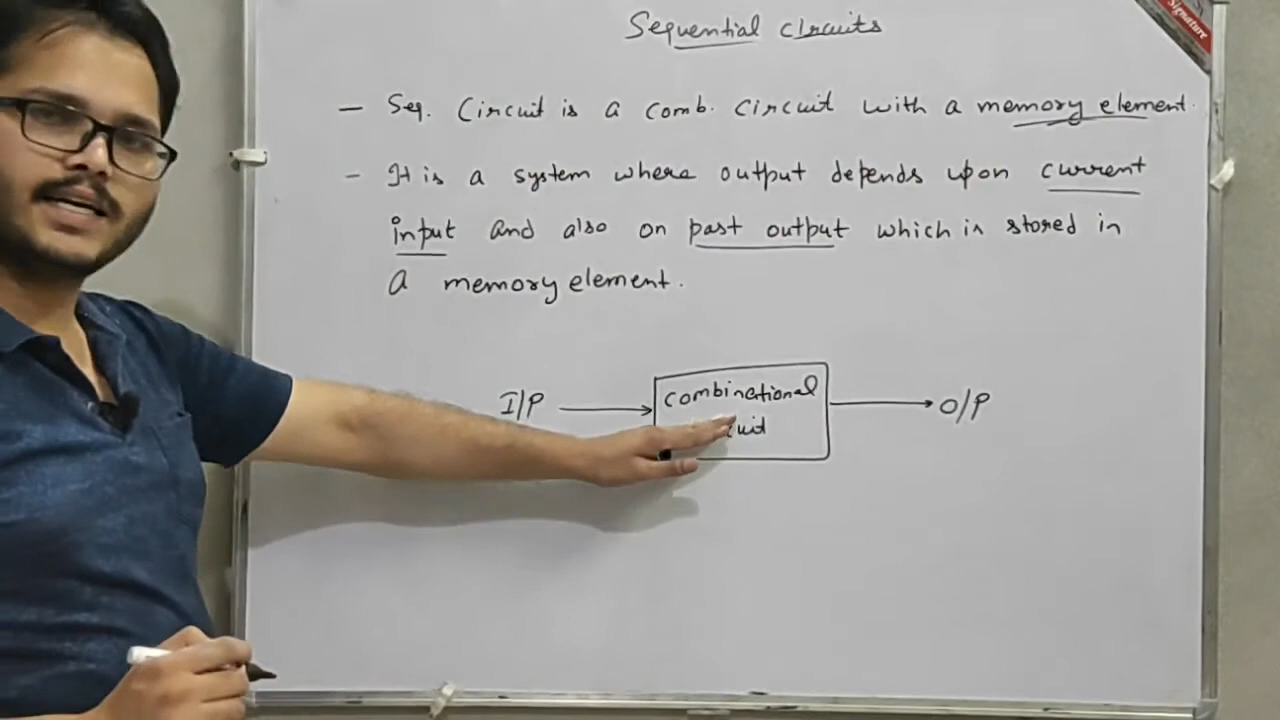 Signature
Sequential circuits
- Seq. Circuit is a comb. circuit with a memory element.
- It is a system where output depends upon current
input and also on past output which is stored in
a memory element.
I/P
combinational
O/P